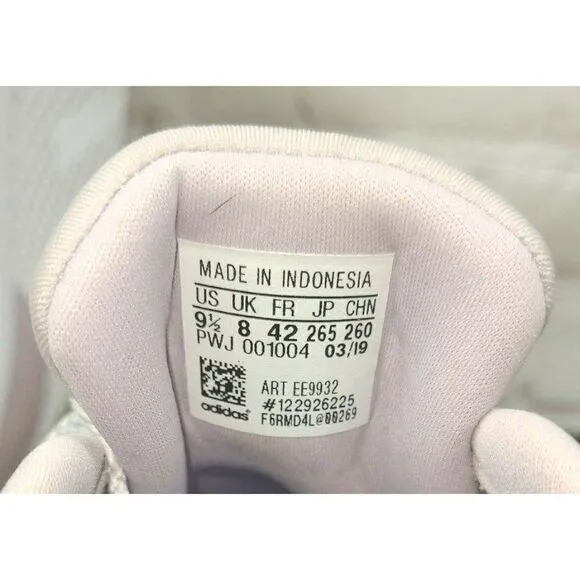 MADE IN INDONESIA
US UK FR JP CHN
9½ 8 42 265 260
PWJ 001004 03/19
ART EE9932
#122926225
adidas F6RMD4L@00269